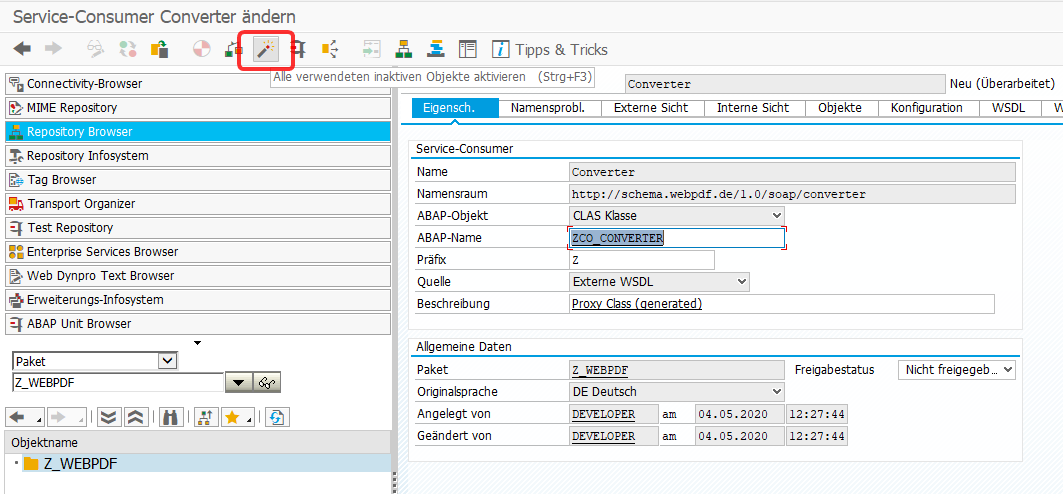 Service-Consumer Converter ändern
Tipps & Tricks
Alle verwendeten inaktiven Objekte aktivieren (Strg+F3)
Connectivity-Browser
MIME Repository
Repository Browser
Repository Infosystem
Tag Browser
Transport Organizer
Test Repository
Enterprise Services Browser
Web Dynpro Text Browser
Erweiterungs-Infosystem
ABAP Unit Browser
Paket
Z_WEBPDF
Objektname
Z_WEBPDF
Converter Neu (Überarbeitet)
Eigensch. Namensprobl. Externe Sicht Interne Sicht Objekte Konfiguration WSDL W
Service-Consumer
Name Converter
Namensraum http://schema.webpdf.de/1.0/soap/converter
ABAP-Objekt CLAS Klasse
ABAP-Name ZCO_CONVERTER
Präfix Z
Quelle Externe WSDL
Beschreibung Proxy Class (generated)
Allgemeine Daten
Paket Z_WEBPDF Freigabestatus Nicht freigegeb...
Originalsprache DE Deutsch
Angelegt von DEVELOPER am 04.05.2020 12:27:44
Geändert von DEVELOPER am 04.05.2020 12:27:44